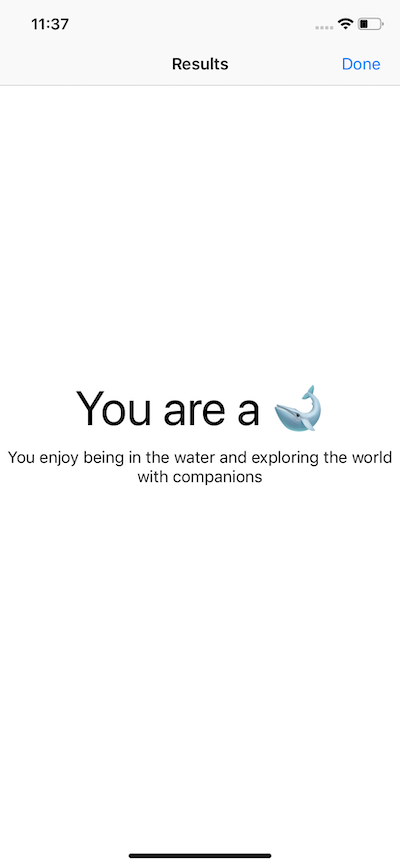 11:37
Results
Done
You are a 🐋
You enjoy being in the water and exploring the world
with companions